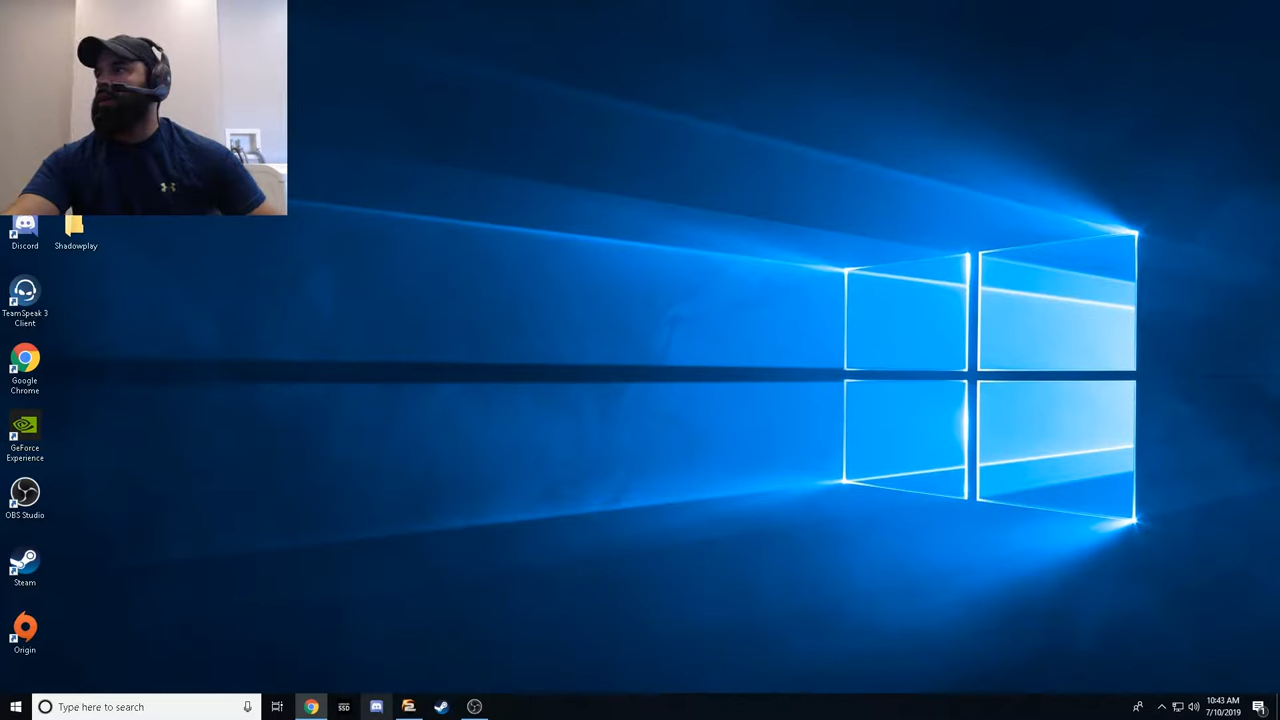 Discord
Shadowplay
TeamSpeak 3
Client
Google
Chrome
GeForce
Experience
OBS Studio
Steam
Origin
Type here to search
SSD
10:43 AM
7/10/2019
1